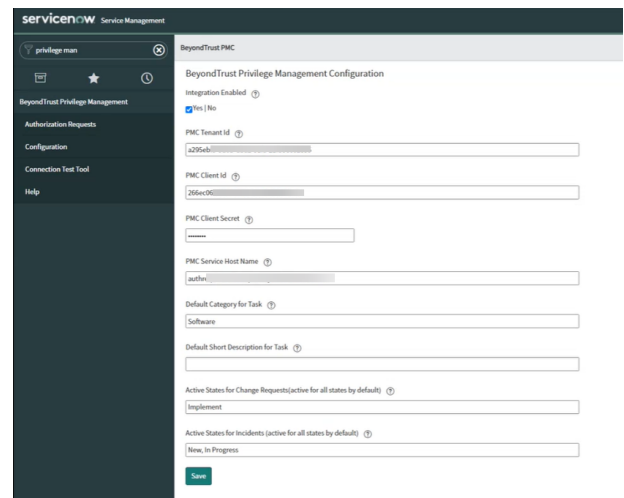 servicenow Service Management
privilege man
BeyondTrust Privilege Management
Authorization Requests
Configuration
Connection Test Tool
Help
BeyondTrust PMC
BeyondTrust Privilege Management Configuration
Integration Enabled
Yes | No
PMC Tenant Id
a295eb
PMC Client Id
266ec06
PMC Client Secret
PMC Service Host Name
authn
Default Category for Task
Software
Default Short Description for Task
Active States for Change Requests(active for all states by default)
Implement
Active States for Incidents (active for all states by default)
New, In Progress
Save